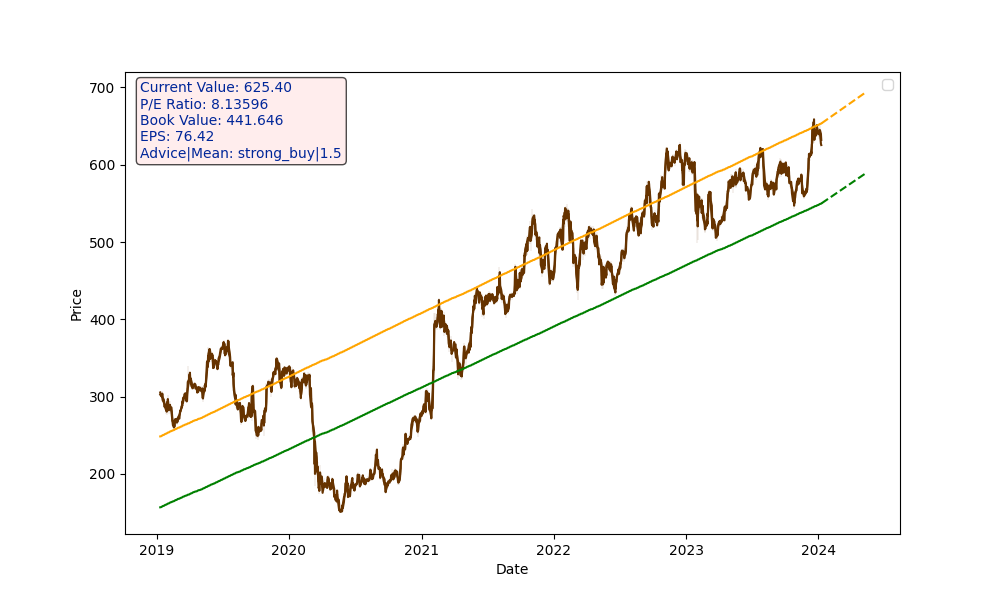 Current Value: 625.40
P/E Ratio: 8.13596
Book Value: 441.646
EPS: 76.42
Advice|Mean: strong_buy|1.5
700
600
500
400
300
200
Price
2019 2020 2021 2022 2023 2024
Date